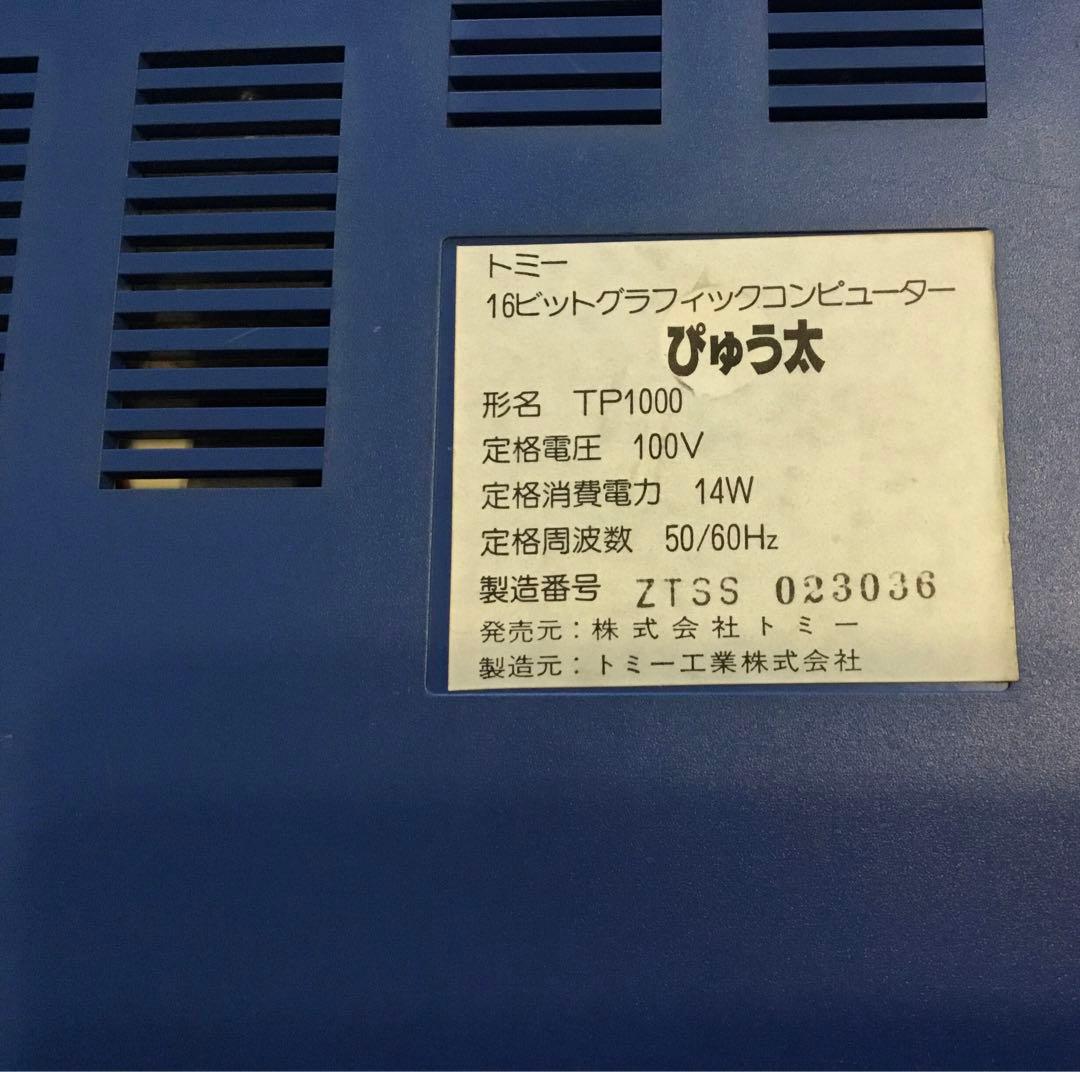 トミー
16ビットグラフィックコンピューター
ぴゅう太
形名 TP1000
定格電圧 100V
定格消費電力 14W
定格周波数 50/60Hz
製造番号 ZTSS 023036
発売元：株式会社トミー
製造元：トミー工業株式会社